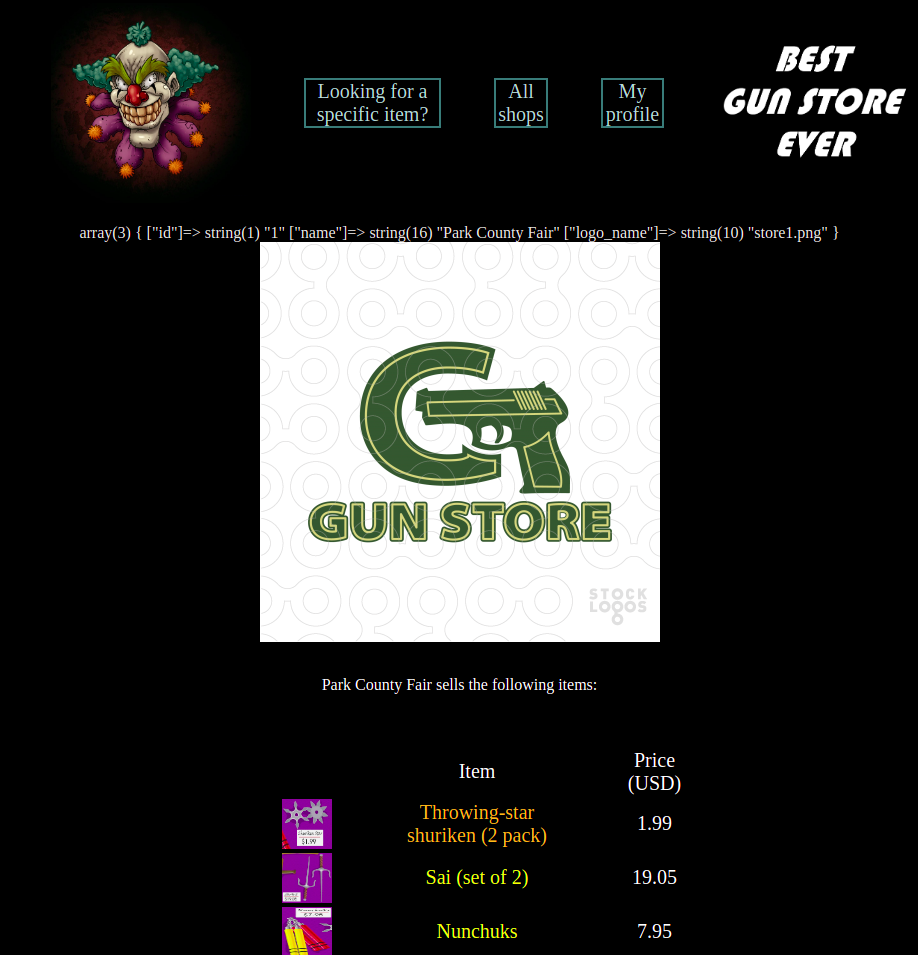 Looking for a
specific item?
All
shops
My
profile
BEST
GUN STORE
EVER
array(3) { ["id"]=> string(1) "1" ["name"]=> string(16) "Park County Fair" ["logo_name"]=> string(10) "store1.png" }
GUN STORE
STOCK
LOGOS
Park County Fair sells the following items:
Item
Price
(USD)
Throwing-star
shuriken (2 pack)
1.99
$1.99
Sai (set of 2)
19.05
Nunchuks
7.95